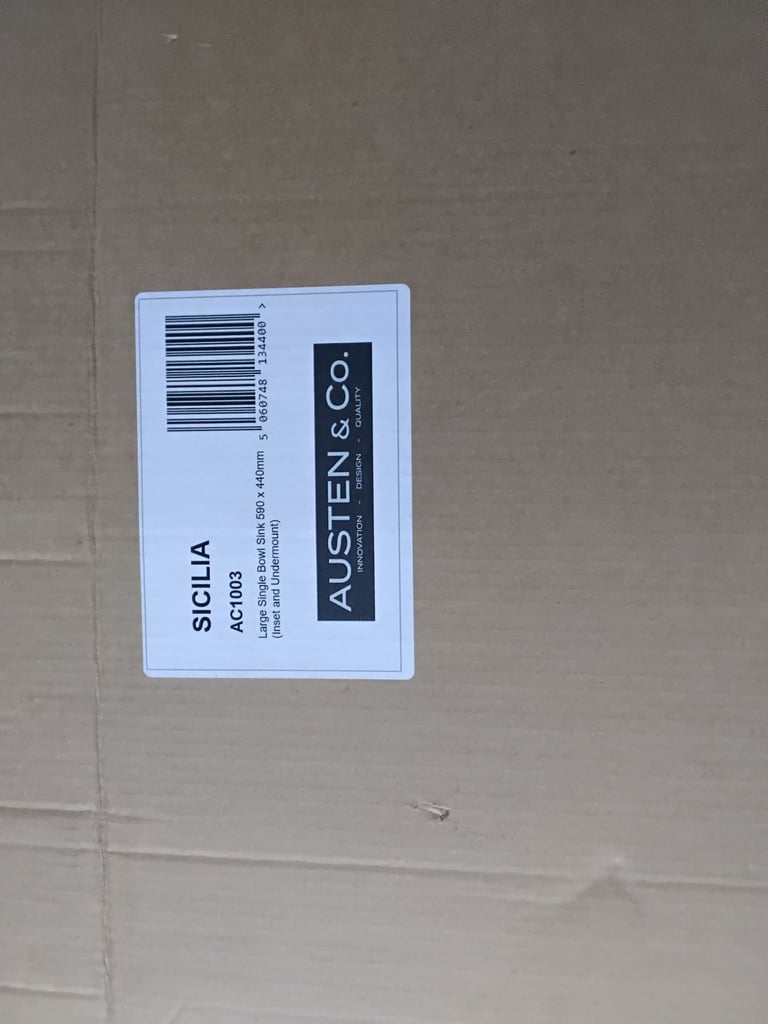 SICILIA
AC1003
Large Single Bowl Sink 590 x 440mm
(Inset and Undermount)
5 060748 134400 >
AUSTEN & CO.
INNOVATION - DESIGN - QUALITY